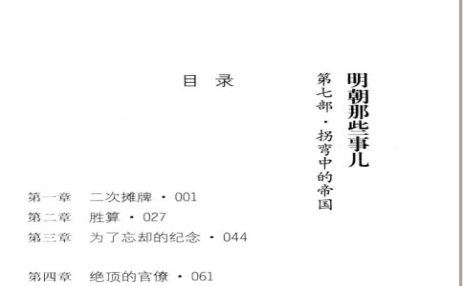 明朝那些事儿
第七部·拐弯中的帝国
目 录
第一章 二次摊牌·001
第二章 胜算·027
第三章 为了忘却的纪念·044
第四章 绝顶的官僚·061